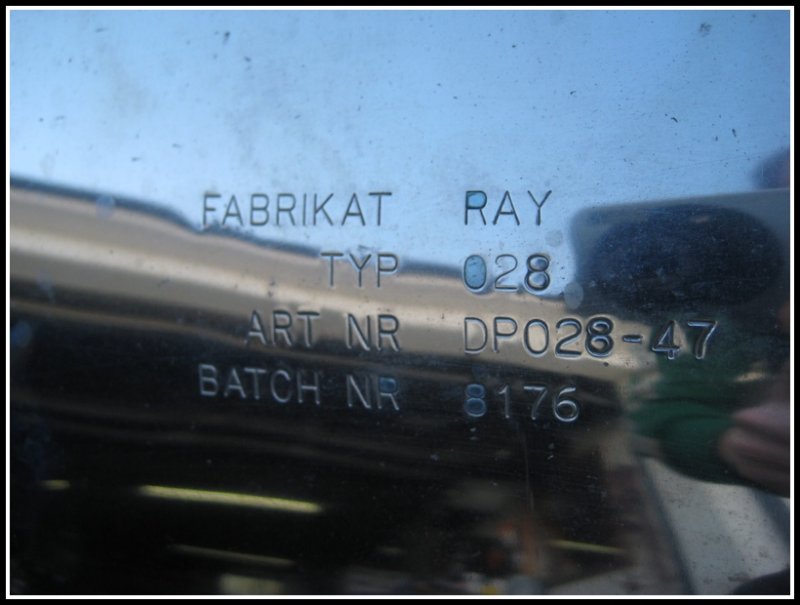 FABRIKAT RAY
TYP 028
ART NR DP028-47
BATCH NR 8176